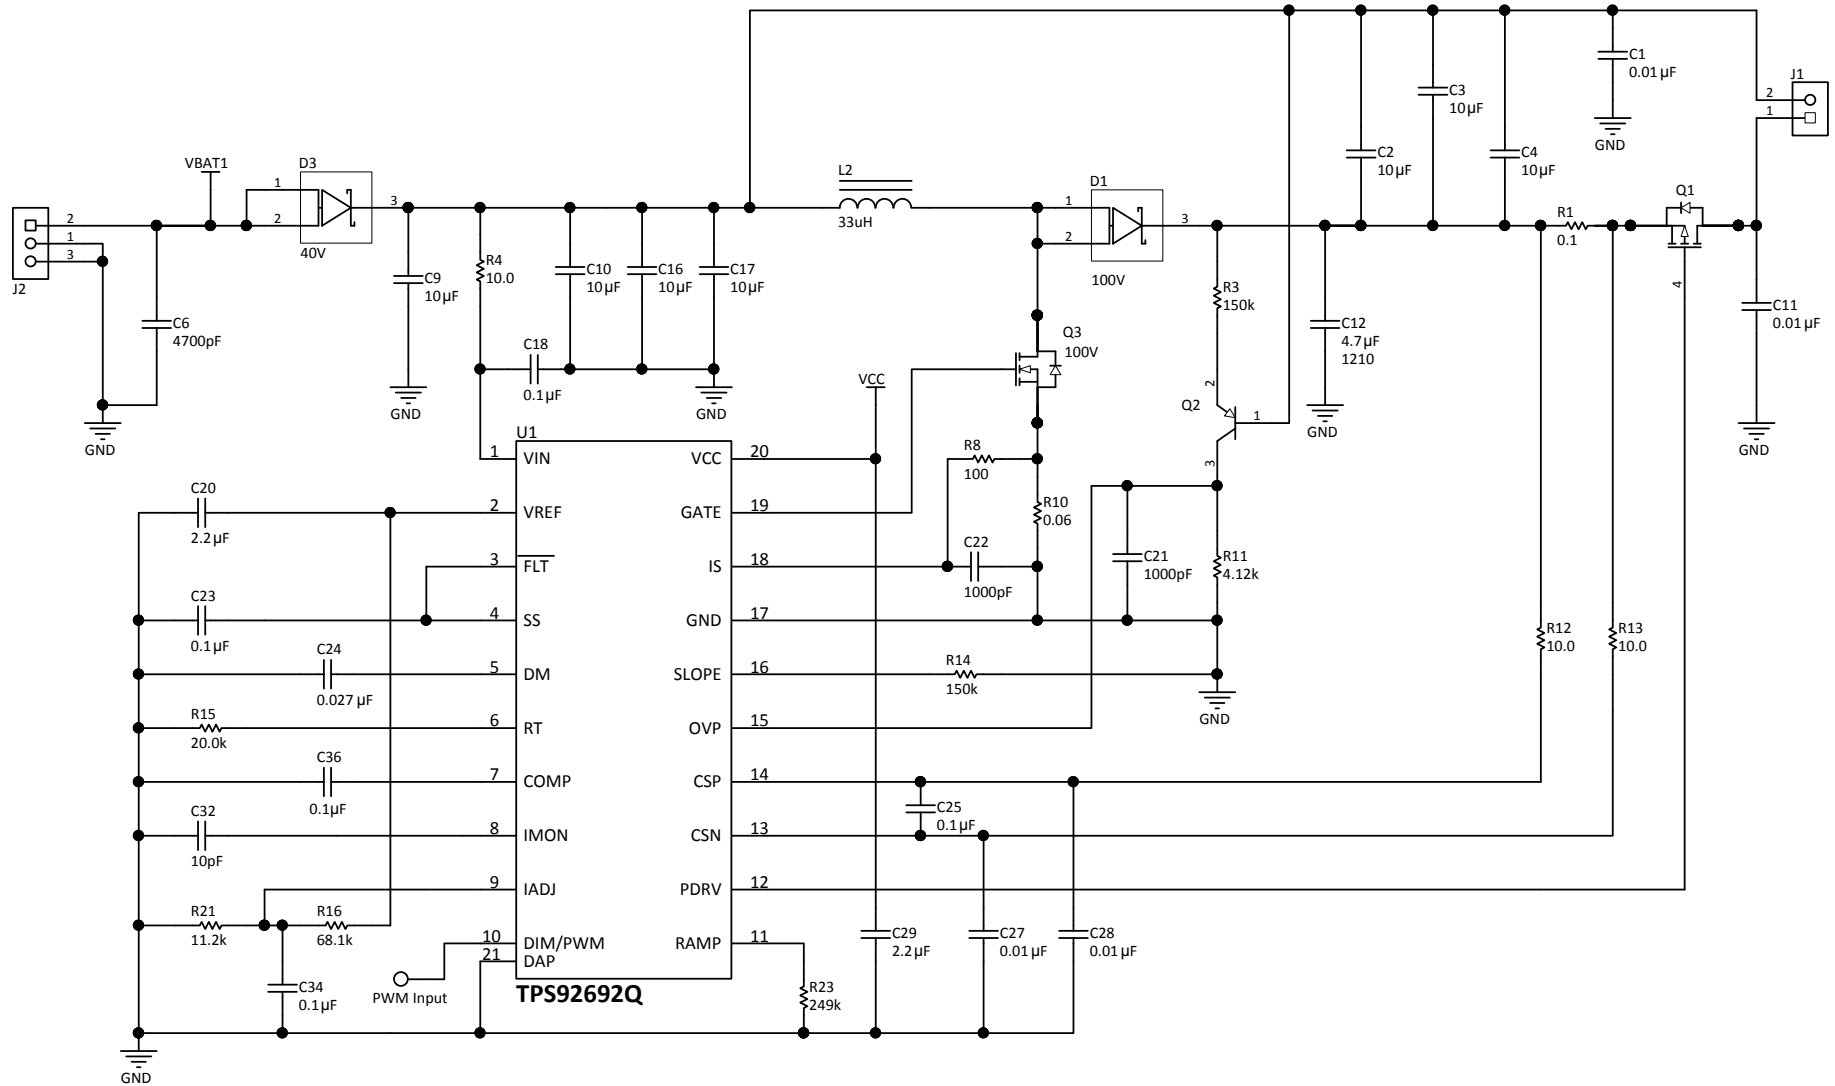 C1
0.01µF
GND
J1
2
1
C3
10µF
C2
10µF
C4
10µF
VBAT1
D3
1
2
3
40V
J2
2
1
3
C6
4700pF
GND
C9
10µF
GND
R4
10.0
C10
10µF
C16
10µF
C17
10µF
C18
0.1µF
GND
L2
33uH
D1
1
2
3
100V
R1
0.1
Q1
4
C11
0.01µF
GND
R3
150k
C12
4.7µF
1210
GND
Q2
2
1
3
Q3
100V
VCC
R8
100
R10
0.06
C22
1000pF
C21
1000pF
R11
4.12k
R12
10.0
R13
10.0
R14
150k
GND
U1
1 VIN
2 VREF
3 FLT
4 SS
5 DM
6 RT
7 COMP
8 IMON
9 IADJ
10 DIM/PWM
21 DAP
VCC 20
GATE 19
IS 18
GND 17
SLOPE 16
OVP 15
CSP 14
CSN 13
PDRV 12
RAMP 11
TPS92692Q
C20
2.2µF
C23
0.1µF
C24
0.027µF
R15
20.0k
C36
0.1µF
C32
10pF
R21
11.2k
R16
68.1k
C34
0.1µF
PWM Input
GND
C25
0.1µF
R23
249k
C29
2.2µF
C27
0.01µF
C28
0.01µF